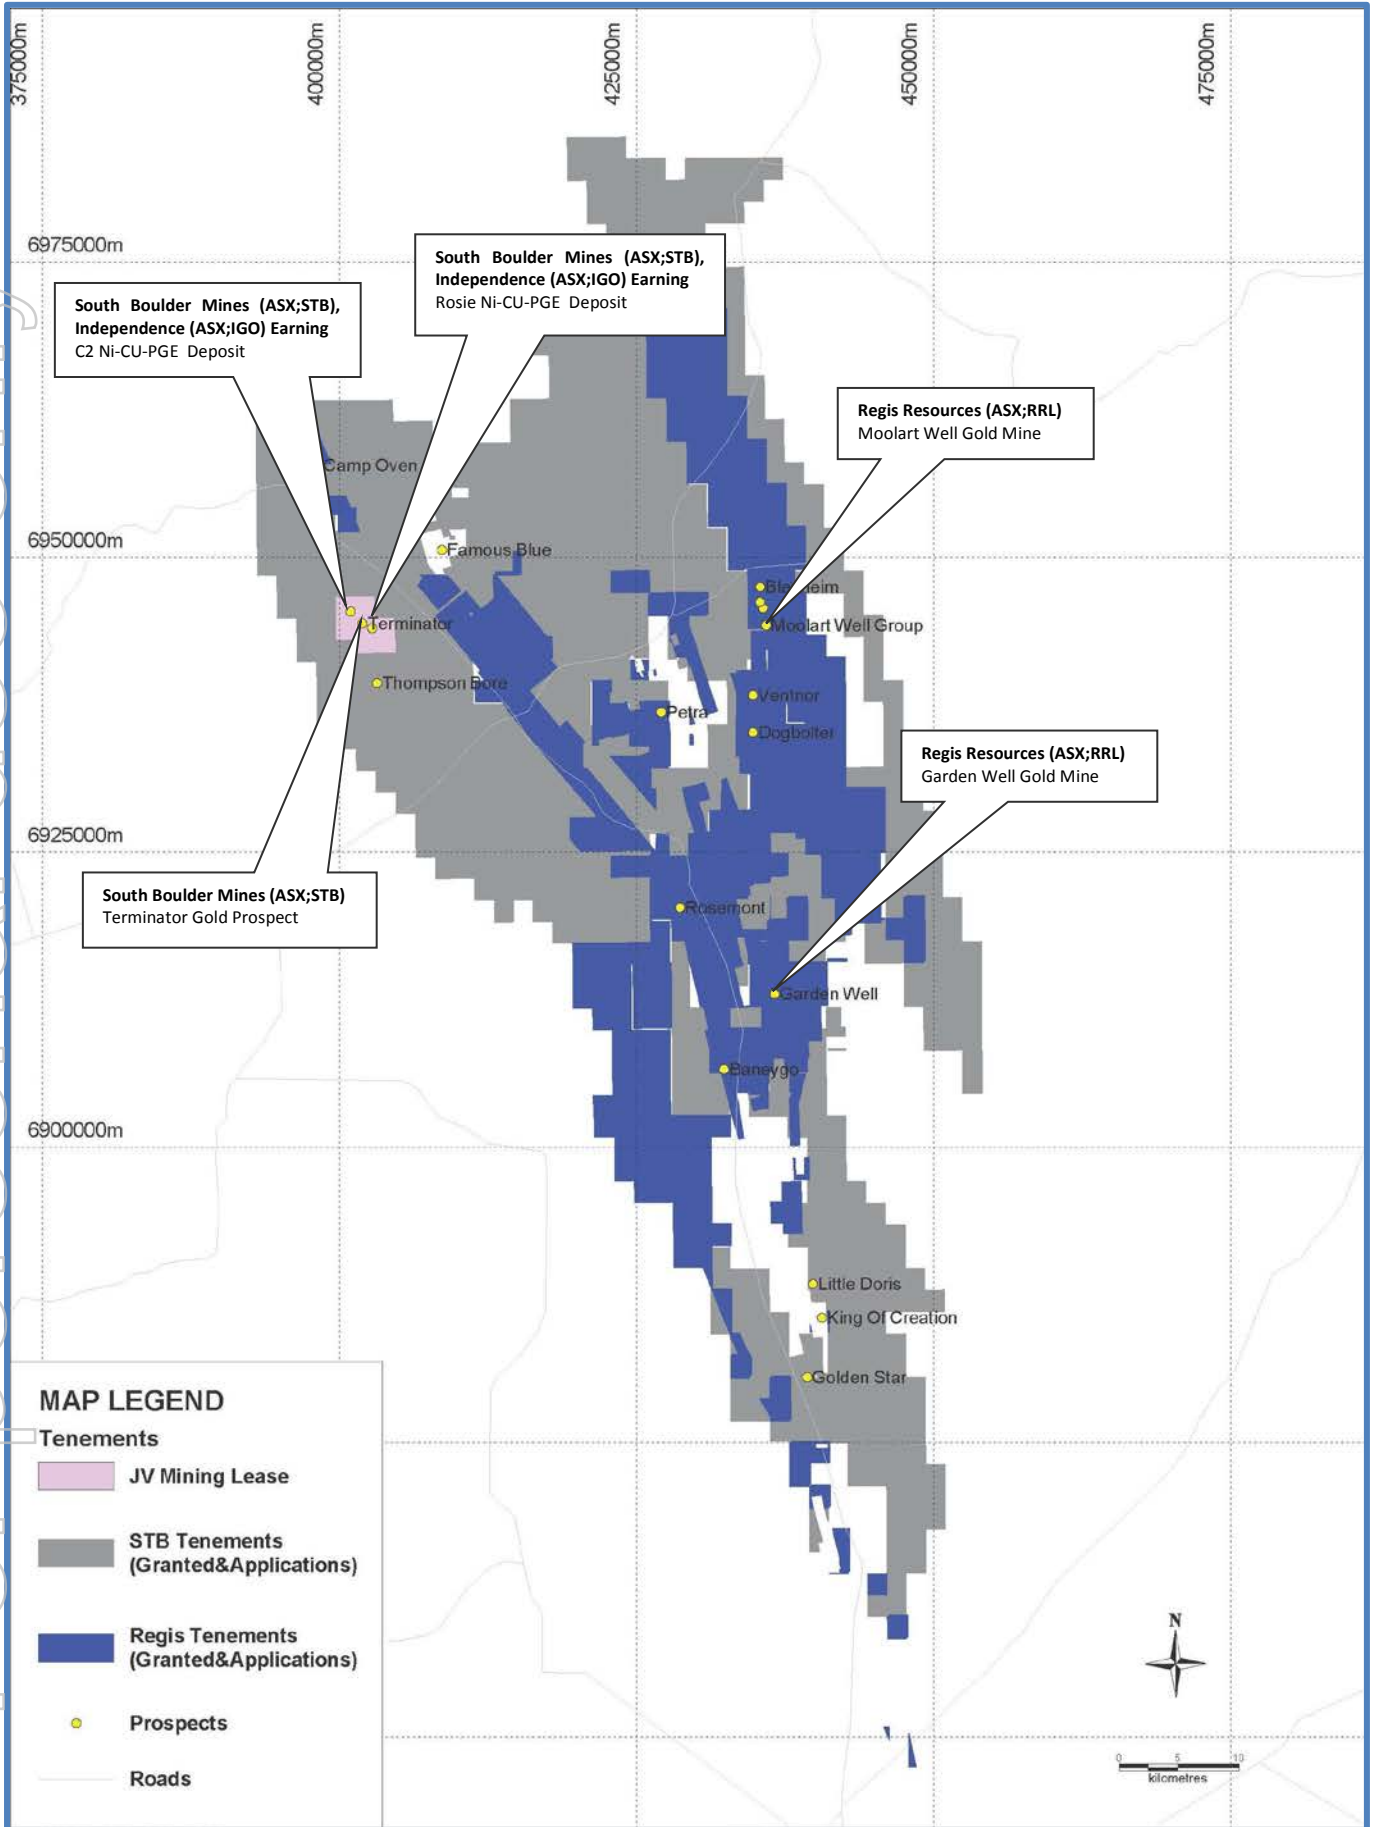 375000m
400000m
425000m
450000m
475000m
6975000m
South Boulder Mines (ASX;STB),
Independence (ASX;IGO) Earning
Rosie Ni-CU-PGE Deposit
South Boulder Mines (ASX;STB),
Independence (ASX;IGO) Earning
C2 Ni-CU-PGE Deposit
Regis Resources (ASX;RRL)
Moolart Well Gold Mine
Camp Oven
6950000m
Famous Blue
Blenheim
Terminator
Moolart Well Group
Thompson Bore
Ventnor
Petra
Dogbolter
Regis Resources (ASX;RRL)
Garden Well Gold Mine
6925000m
South Boulder Mines (ASX;STB)
Terminator Gold Prospect
Rosemont
Garden Well
Baneygo
6900000m
Little Doris
King Of Creation
Golden Star
MAP LEGEND
Tenements
JV Mining Lease
STB Tenements
(Granted&Applications)
Regis Tenements
(Granted&Applications)
Prospects
Roads
N
0 5 10
kilometres